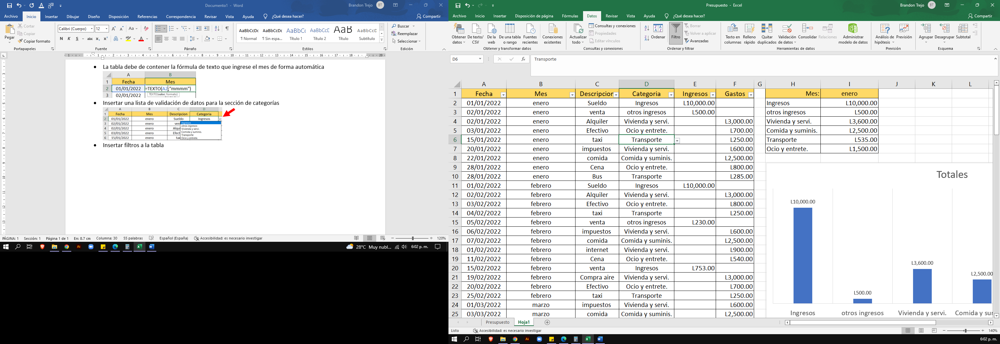 Documento1 - Word
Brandon Trejo BT
Archivo Inicio Insertar Dibujar Diseño Disposición Referencias Correspondencia Revisar Vista Ayuda ¿Qué desea hacer? Compartir
Pegar
Cortar
Copiar
Copiar formato
Portapapeles
Calibri (Cuerpo) 12
Fuente
Párrafo
AaBbCcDc AaBbCcDc AaBbC( AaBbCcE AaB AaBbCcD
¶ Normal ¶ Sin espa... Título 1 Título 2 Título Subtítulo
Estilos
Buscar
Reemplazar
Seleccionar
Edición
La tabla debe de contener la fórmula de texto que ingrese el mes de forma automática
A B
1 Fecha Mes
2 01/01/2022 =TEXTO(A2;"mmmm")
TEXTO(valor; formato)
3 02/01/2022
Insertar una lista de validación de datos para la sección de categorías
A B C D
1 Fecha Mes Descripcion Categoria
2 01/01/2022 enero Sueldo Ingresos
3 02/01/2022 enero ven
4 02/01/2022 enero Alqui
5 03/01/2022 enero Efect
6 15/01/2022 enero tax
Ingresos
otros ingresos
Vivienda y servi.
Comida y suminis.
Transporte
Ocio y entrete.
Insertar filtros a la tabla
PÁGINA: 1 Sección: 1 Página 1 de 1 En: 8.7 cm Columna: 30 55 palabras Español (España) Accesibilidad: es necesario investigar 120%
28°C Muy nubl... 6:02 p. m.
Presupuesto - Excel
Brandon Trejo BT
Archivo Inicio Insertar Disposición de página Fórmulas Datos Revisar Vista Ayuda ¿Qué desea hacer? Compartir
Obtener datos
De texto/CSV
De la web
De una tabla o rango
Fuentes recientes
Conexiones existentes
Obtener y transformar datos
Actualizar todo
Consultas y conexiones
Propiedades
Editar vínculos
Consultas y conexiones
Ordenar
Filtro
Borrar
Volver a aplicar
Avanzadas
Ordenar y filtrar
Texto en columnas
Relleno rápido
Quitar duplicados
Validación de datos
Consolidar
Relaciones
Administrar modelo de datos
Herramientas de datos
Análisis de hipótesis
Previsión
Previsión
Agrupar
Desagrupar
Subtotal
Esquema
D6 fx Transporte
A B C D E F G H I J K L
1 Fecha Mes Descripcior Categoria Ingresos Gastos Mes: enero
2 01/01/2022 enero Sueldo Ingresos L10,000.00 Ingresos L10,000.00
3 02/01/2022 enero venta otros ingresos L500.00 otros ingresos L500.00
4 02/01/2022 enero Alquiler Vivienda y servi. L3,000.00 Vivienda y servi. L3,600.00
5 03/01/2022 enero Efectivo Ocio y entrete. L700.00 Comida y suminis. L2,500.00
6 15/01/2022 enero taxi Transporte L250.00 Transporte L535.00
7 20/01/2022 enero impuestos Vivienda y servi. L600.00 Ocio y entrete. L1,500.00
8 22/01/2022 enero comida Comida y suminis. L2,500.00
9 28/01/2022 enero Cena Ocio y entrete. L800.00
10 28/01/2022 enero Bus Transporte L285.00
11 01/02/2022 febrero Sueldo Ingresos L10,000.00
12 02/02/2022 febrero Alquiler Vivienda y servi. L3,000.00
13 03/02/2022 febrero Efectivo Ocio y entrete. L800.00
14 04/02/2022 febrero taxi Transporte L250.00
15 05/02/2022 febrero venta otros ingresos L230.00
16 06/02/2022 febrero impuestos Vivienda y servi. L600.00
17 07/02/2022 febrero comida Comida y suminis. L2,500.00
18 01/02/2022 febrero internet Vivienda y servi. L900.00
19 11/02/2022 febrero Cena Ocio y entrete. L540.00
20 15/02/2022 febrero venta Ingresos L753.00
21 19/02/2022 febrero Compra aire Vivienda y servi. L3,000.00
22 20/02/2022 febrero Efectivo Ocio y entrete. L700.00
23 25/02/2022 febrero taxi Transporte L250.00
24 01/03/2022 marzo impuestos Vivienda y servi. L600.00
25 03/03/2022 marzo comida Comida y suminis. L2,500.00
Totales
L10,000.00
L500.00
L3,600.00
L2,500.00
Ingresos otros ingresos Vivienda y servi. Comida y sur
Presupuesto Hoja1
Listo Accesibilidad: es necesario investigar 140%
6:02 p. m.